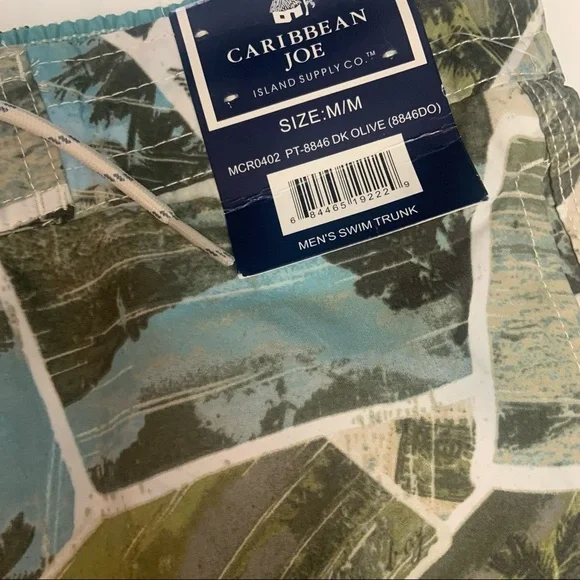 CARIBBEAN
JOE
ISLAND SUPPLY CO.™
SIZE:M/M
MCR0402 PT-8846 DK OLIVE (8846DO)
6 84465 19222 9
MEN'S SWIM TRUNK